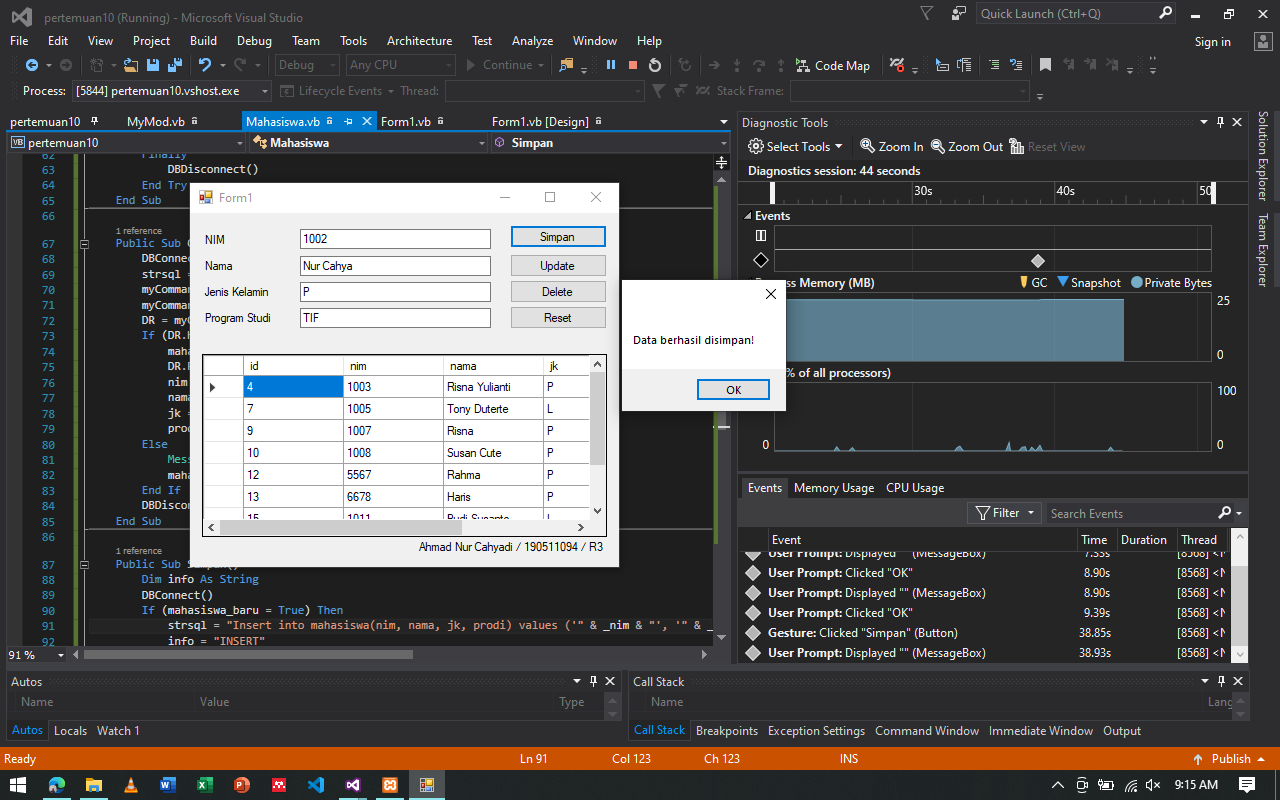 pertemuan10 (Running) - Microsoft Visual Studio
Quick Launch (Ctrl+Q)
File Edit View Project Build Debug Team Tools Architecture Test Analyze Window Help
Sign in
Debug Any CPU Continue Code Map
Process: [5844] pertemuan10.vshost.exe Lifecycle Events Thread: Stack Frame:
pertemuan10 MyMod.vb Mahasiswa.vb Form1.vb Form1.vb [Design]
pertemuan10 Mahasiswa Simpan
62 Finally
63 DBDisconnect()
64 End Try
65 End Sub
66
1 reference
67 Public Sub
68 DBConne
69 strsql =
70 myComman
71 myComman
72 DR = myC
73 If (DR.
74 maha
75 DR.
76 nim
77 nama
78 jk =
79 prod
80 Else
81 Mess
82 maha
83 End If
84 DBDiscon
85 End Sub
86
1 reference
87 Public Sub Simpan()
88 Dim info As String
89 DBConnect()
90 If (mahasiswa_baru = True) Then
91 strsql = "Insert into mahasiswa(nim, nama, jk, prodi) values ('" & _nim & "', '" & _
92 info = "INSERT"
91 %
Form1
NIM 1002 Simpan
Nama Nur Cahya Update
Jenis Kelamin P Delete
Program Studi TIF Reset
id nim nama jk
4 1003 Risna Yulianti P
7 1005 Tony Duterte L
9 1007 Risna P
10 1008 Susan Cute P
12 5567 Rahma P
13 6678 Haris P
15 1011 Budi Susanto L
Ahmad Nur Cahyadi / 190511094 / R3
Data berhasil disimpan!
OK
Diagnostic Tools
Select Tools Zoom In Zoom Out Reset View
Diagnostics session: 44 seconds
30s 40s 50
Events
ss Memory (MB) GC Snapshot Private Bytes
25
0
% of all processors)
100
0 0
Events Memory Usage CPU Usage
Filter Search Events
Event Time Duration Thread
User Prompt: Displayed "" (MessageBox) 7.33s [8568] <N
User Prompt: Clicked "OK" 8.90s [8568] <N
User Prompt: Displayed "" (MessageBox) 8.90s [8568] <N
User Prompt: Clicked "OK" 9.39s [8568] <N
Gesture: Clicked "Simpan" (Button) 38.85s [8568] <N
User Prompt: Displayed "" (MessageBox) 38.93s [8568] <N
Solution Explorer
Team Explorer
Autos
Name Value Type
Autos Locals Watch 1
Call Stack
Name Lang
Call Stack Breakpoints Exception Settings Command Window Immediate Window Output
Ready Ln 91 Col 123 Ch 123 INS Publish
9:15 AM